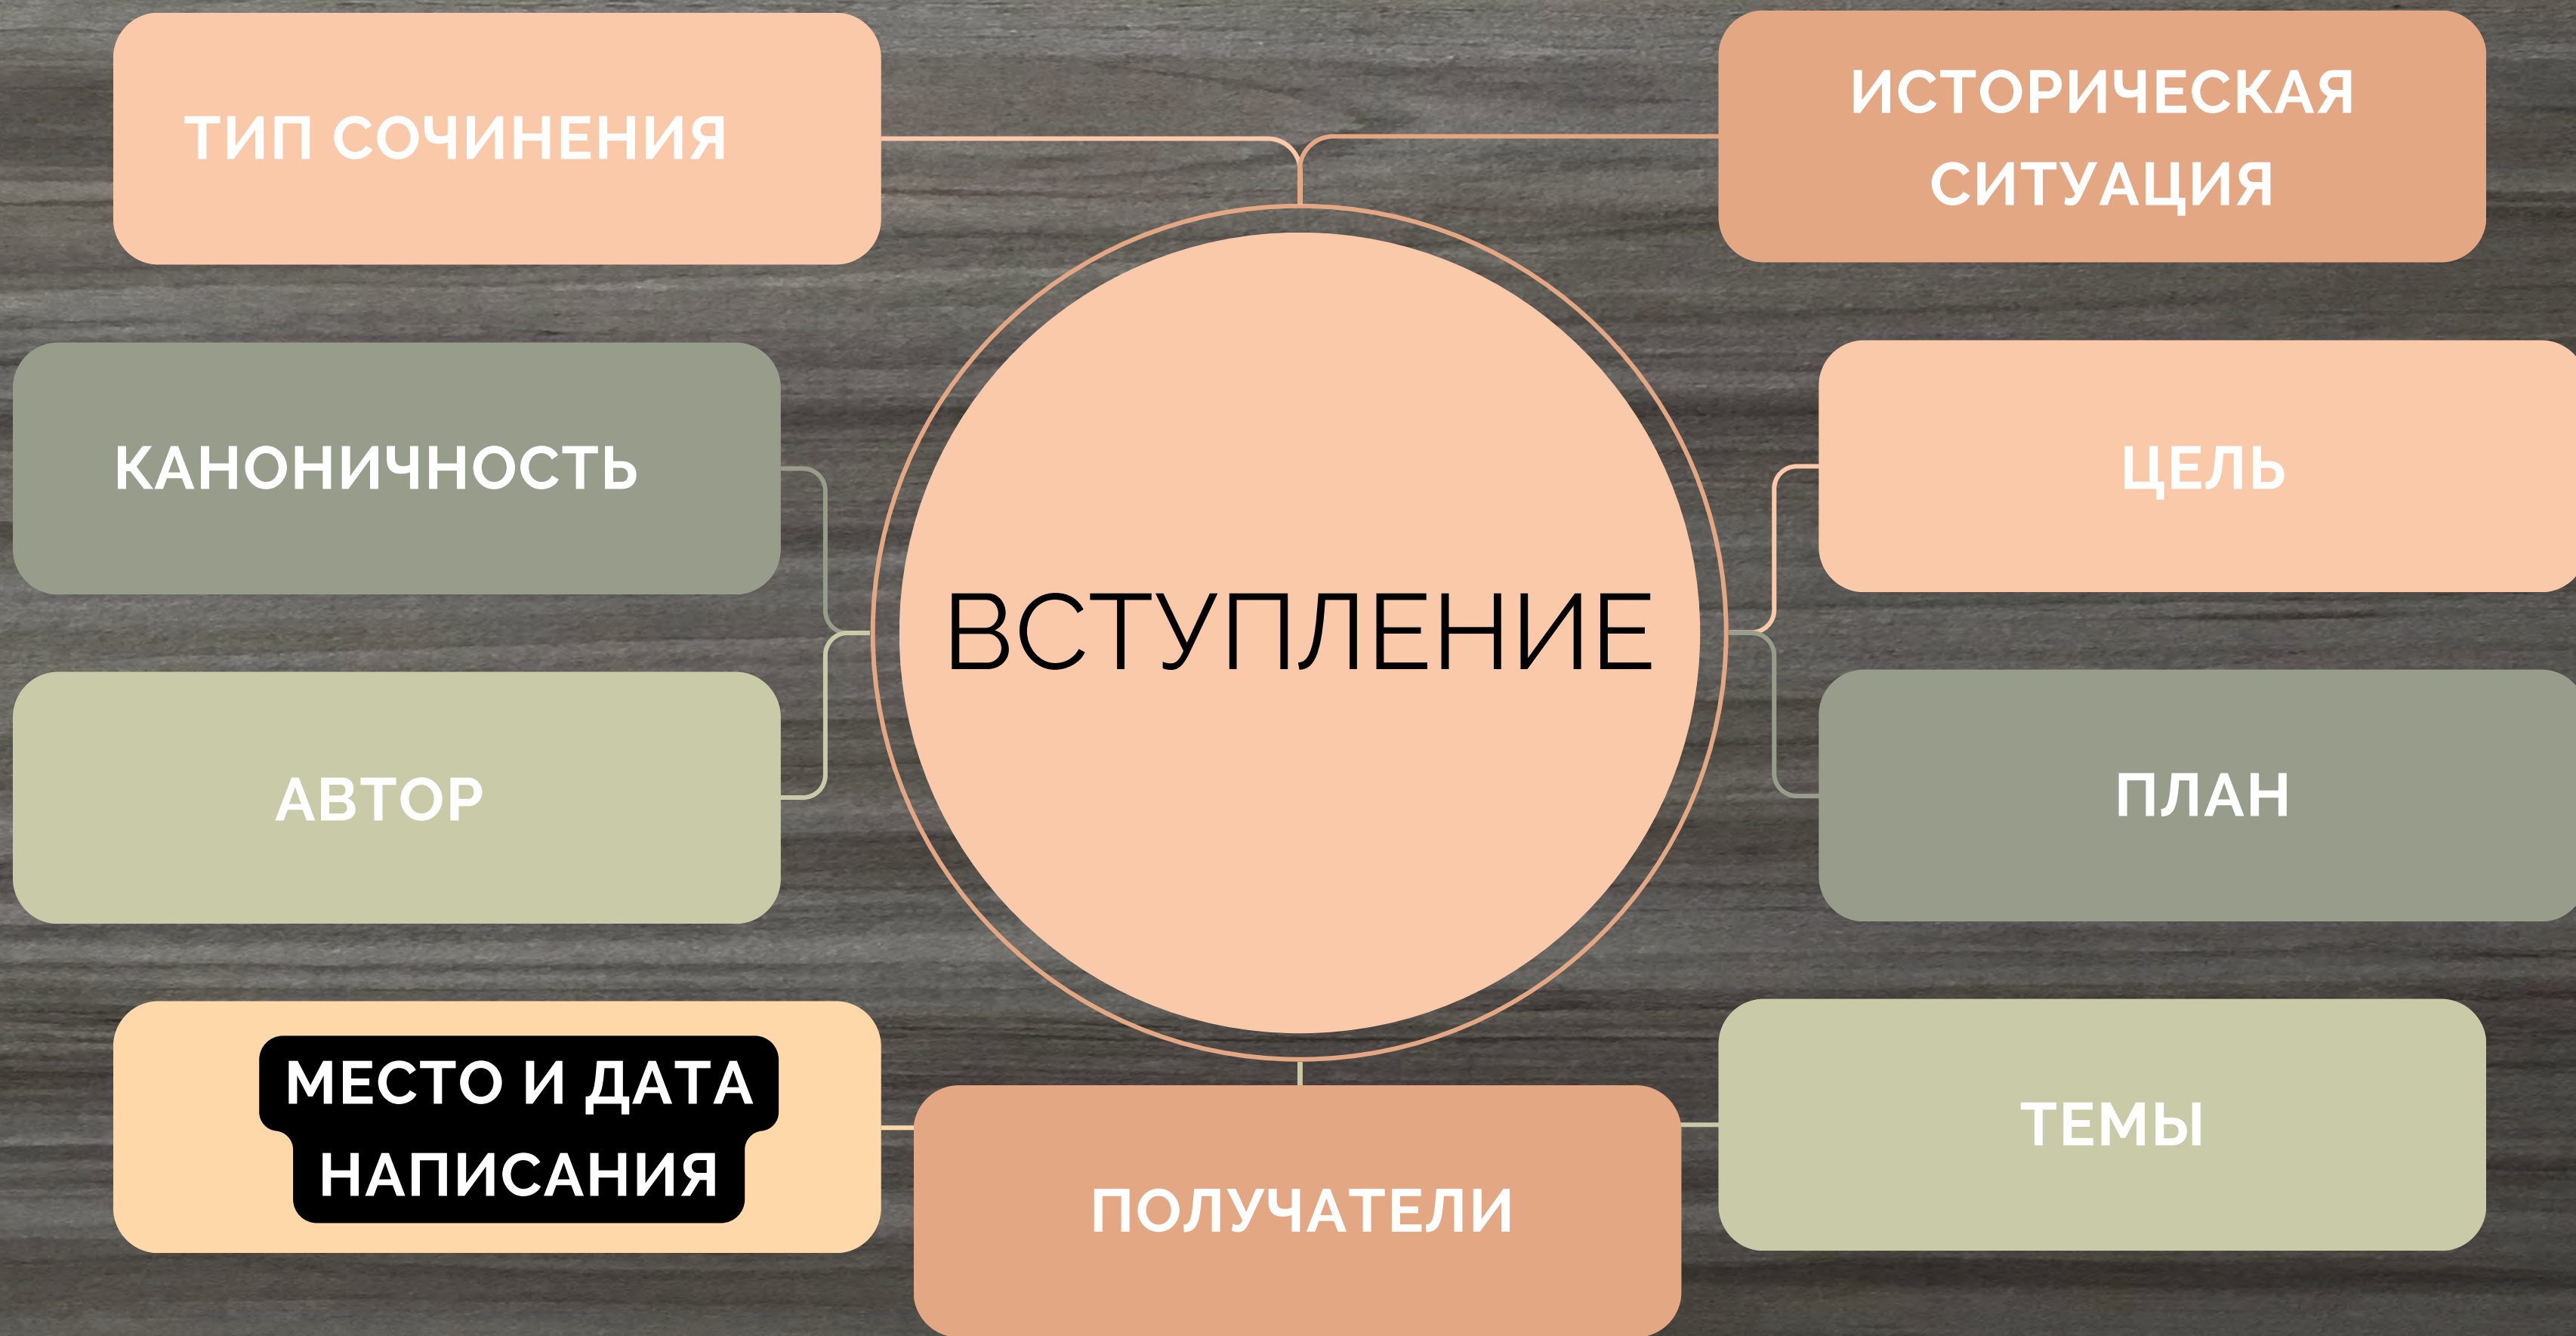 ТИП СОЧИНЕНИЯ
ИСТОРИЧЕСКАЯ
СИТУАЦИЯ
КАНОНИЧНОСТЬ
ЦЕЛЬ
ВСТУПЛЕНИЕ
АВТОР
ПЛАН
МЕСТО И ДАТА
НАПИСАНИЯ
ПОЛУЧАТЕЛИ
ТЕМЫ